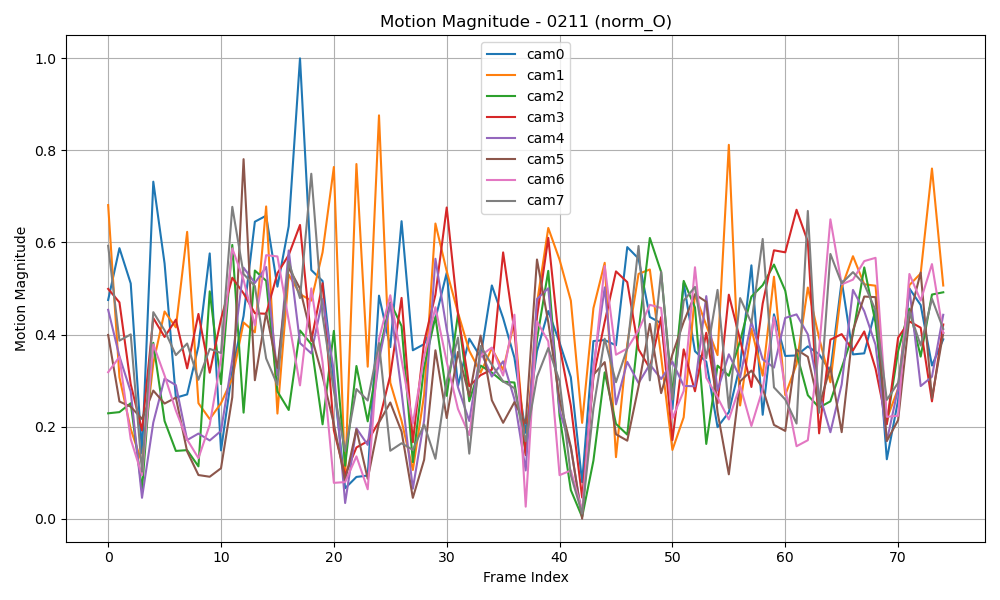 Motion Magnitude - 0211 (norm_O)
Motion Magnitude
1.0
0.8
0.6
0.4
0.2
0.0
cam0
cam1
cam2
cam3
cam4
cam5
cam6
cam7
0 10 20 30 40 50 60 70
Frame Index